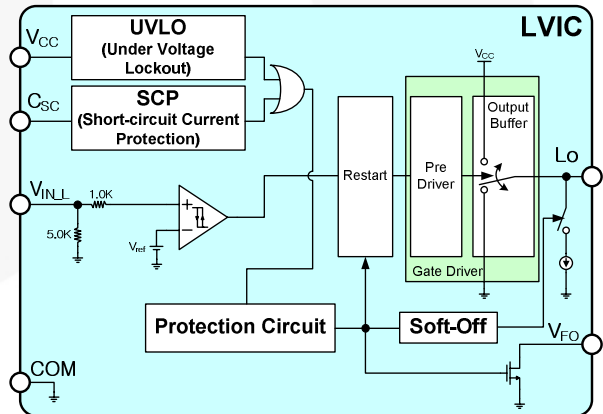 LVIC
UVLO
(Under Voltage
Lockout)
VCC
SCP
(Short-circuit Current
Protection)
CSC
VCC
Output
Buffer
Restart
Pre
Driver
Lo
VIN_L
1.0K
5.0K
+
−
Vref
Gate Driver
Protection Circuit
Soft-Off
VFO
COM